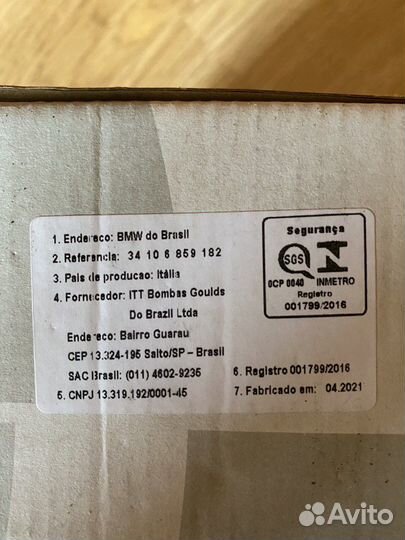 1. Endereco: BMW do Brasil
2. Referencia: 34 10 6 859 182
3. Pais de producao: Itália
4. Fornecedor: ITT Bombas Goulds
Do Brazil Ltda
Endereco: Bairro Guarau
CEP 13.324-195 Salto/SP – Brasil
SAC Brasil: (011) 4602-9235
5. CNPJ 13.319.192/0001-45
Segurança
SGS
OCP 0040 INMETRO
Registro
001799/2016
6. Registro 001799/2016
7. Fabricado em: 04.2021
Avito